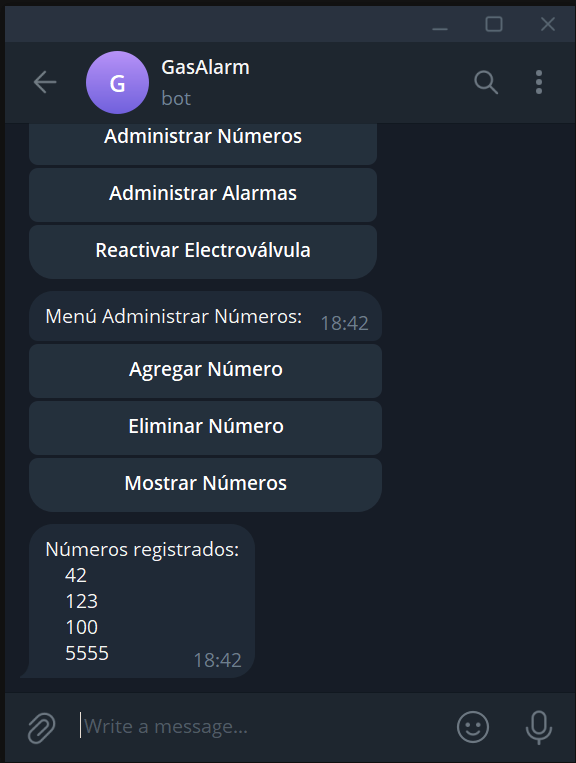 G
GasAlarm
bot
Administrar Números
Administrar Alarmas
Reactivar Electroválvula
Menú Administrar Números:
18:42
Agregar Número
Eliminar Número
Mostrar Números
Números registrados:
42
123
100
5555
18:42
Write a message...